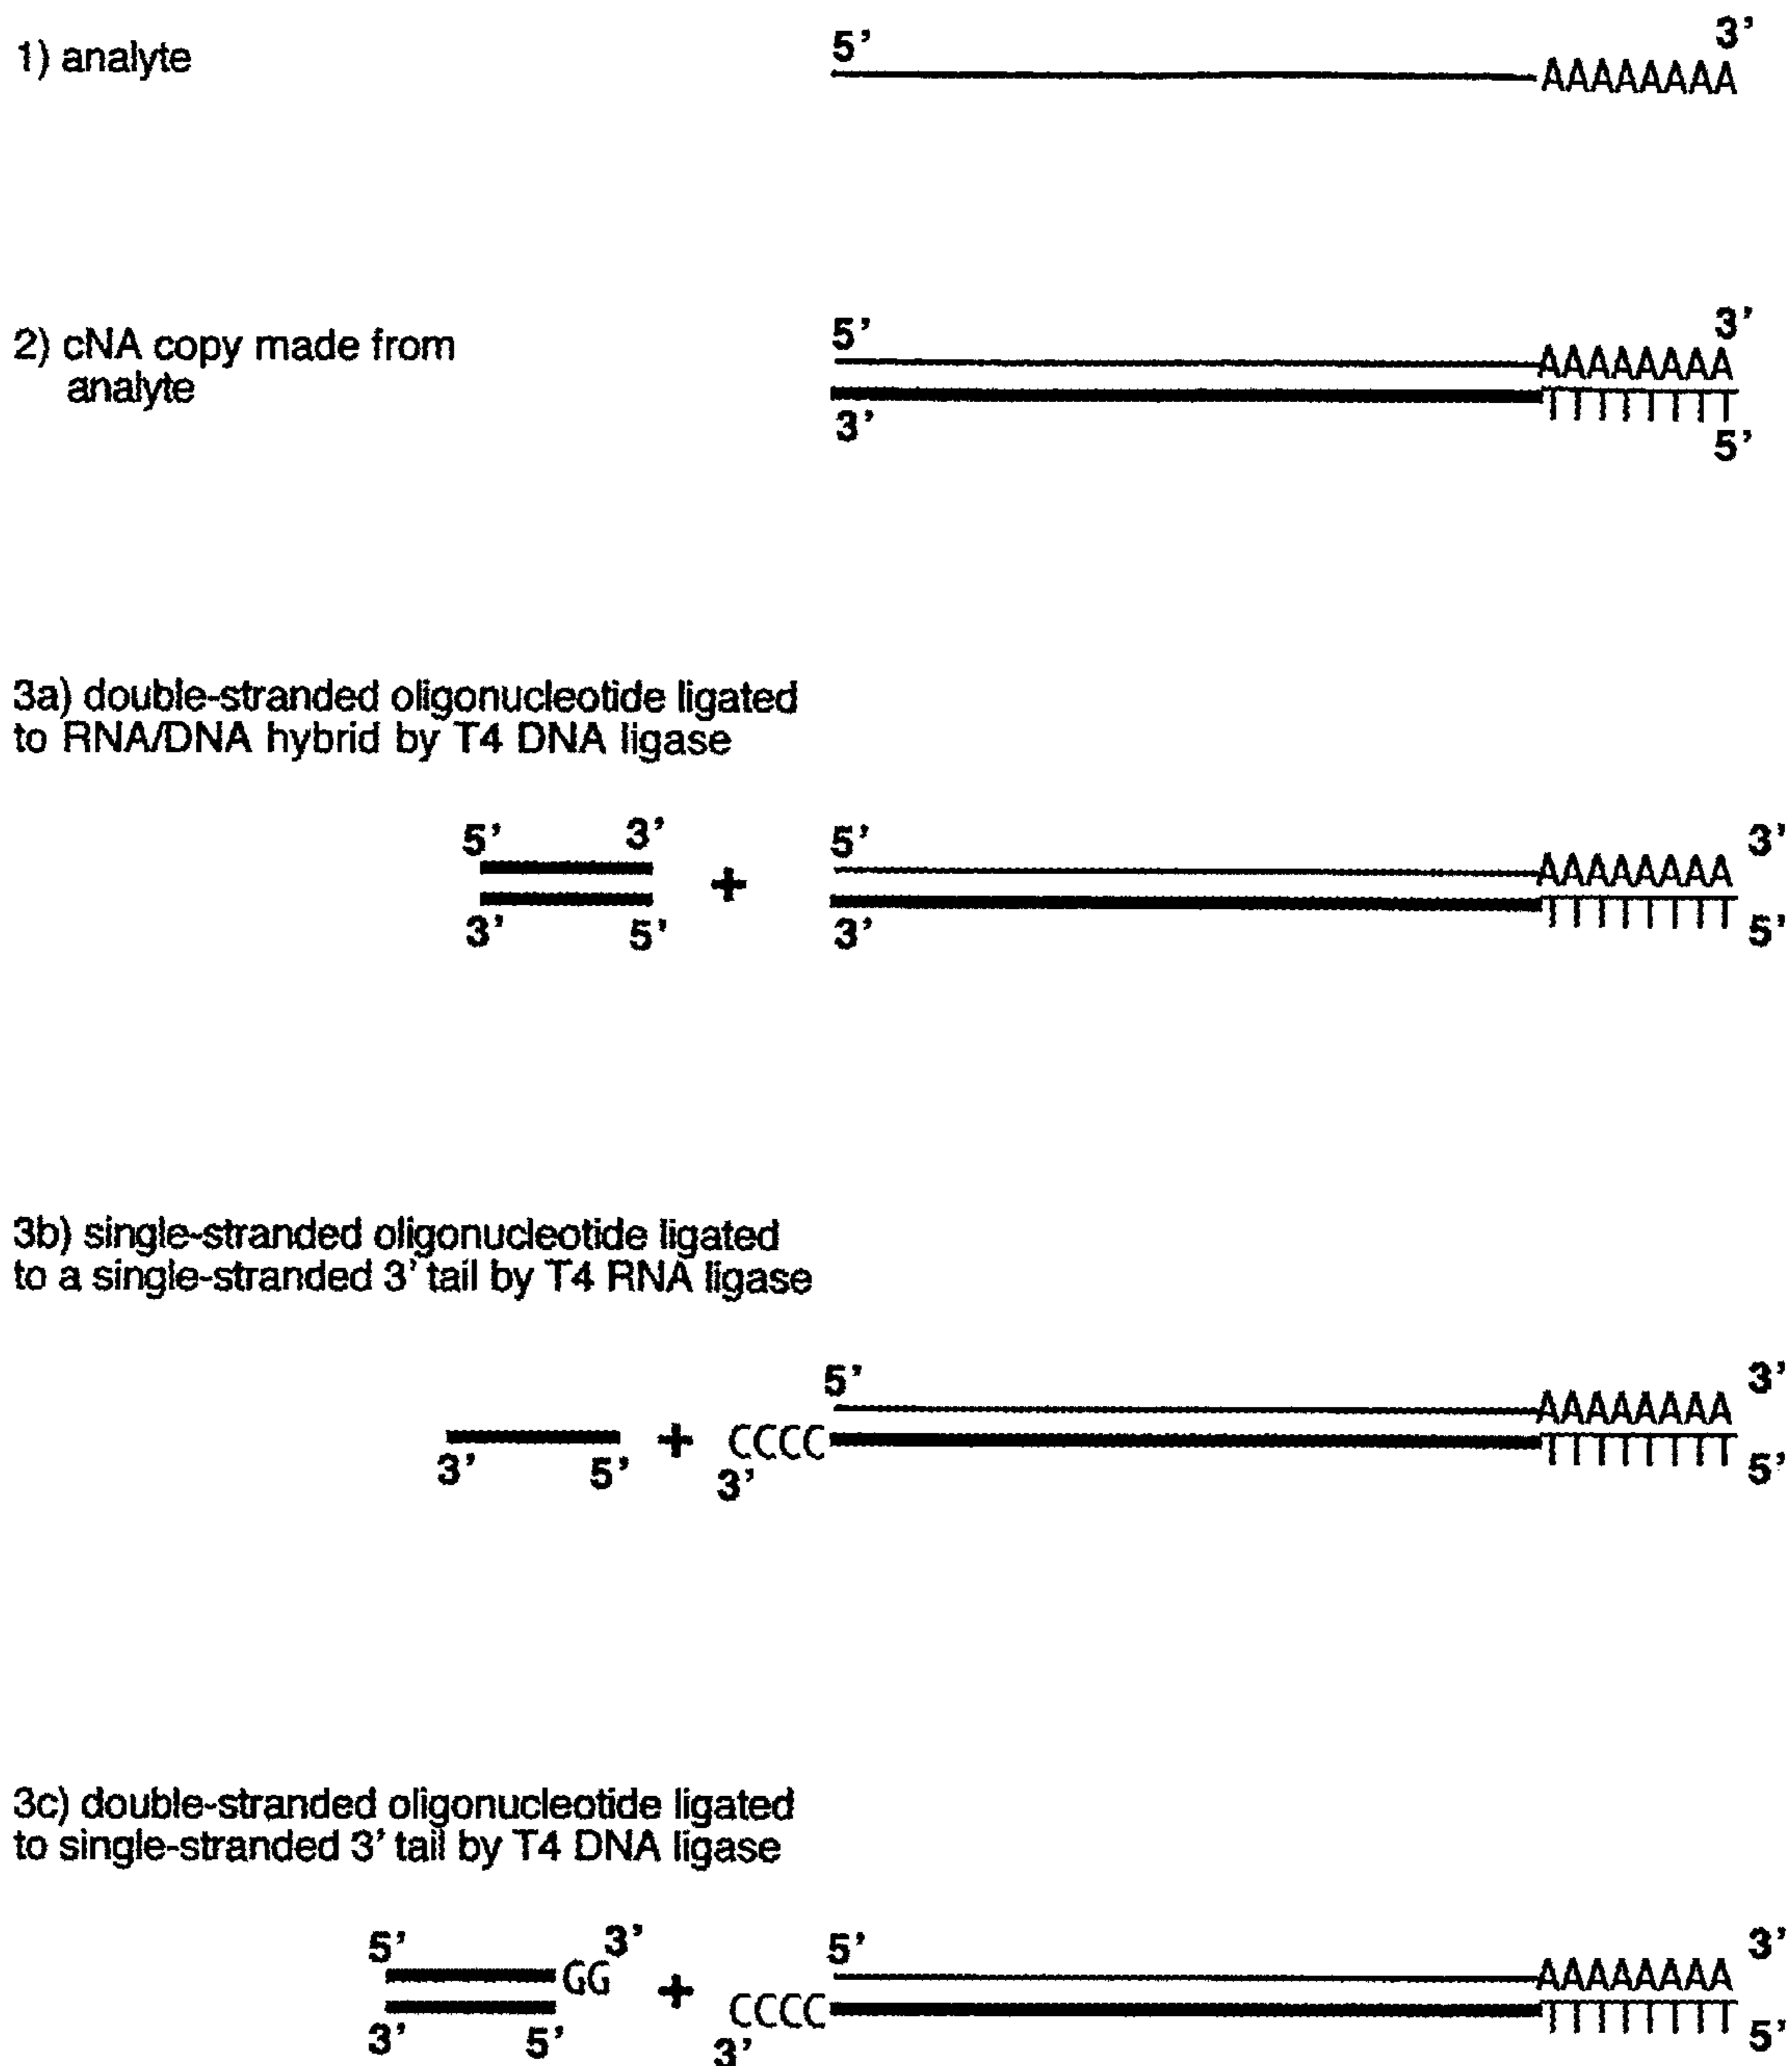 1) analyte
5’ 3’
AAAAAAAA
2) cNA copy made from
analyte
5’ 3’
AAAAAAAA
TTTTTTTT
3’ 5’
3a) double-stranded oligonucleotide ligated
to RNA/DNA hybrid by T4 DNA ligase
5’ 3’ 5’ 3’
+ AAAAAAAA
TTTTTTTT
3’ 5’ 3’ 5’
3b) single-stranded oligonucleotide ligated
to a single-stranded 3’ tail by T4 RNA ligase
5’ 3’
AAAAAAAA
+ CCCC TTTTTTTT
3’ 5’ 3’ 5’
3c) double-stranded oligonucleotide ligated
to single-stranded 3’ tail by T4 DNA ligase
5’ 3’ 5’ 3’
GG + AAAAAAAA
CCCC TTTTTTTT
3’ 5’ 3’ 5’